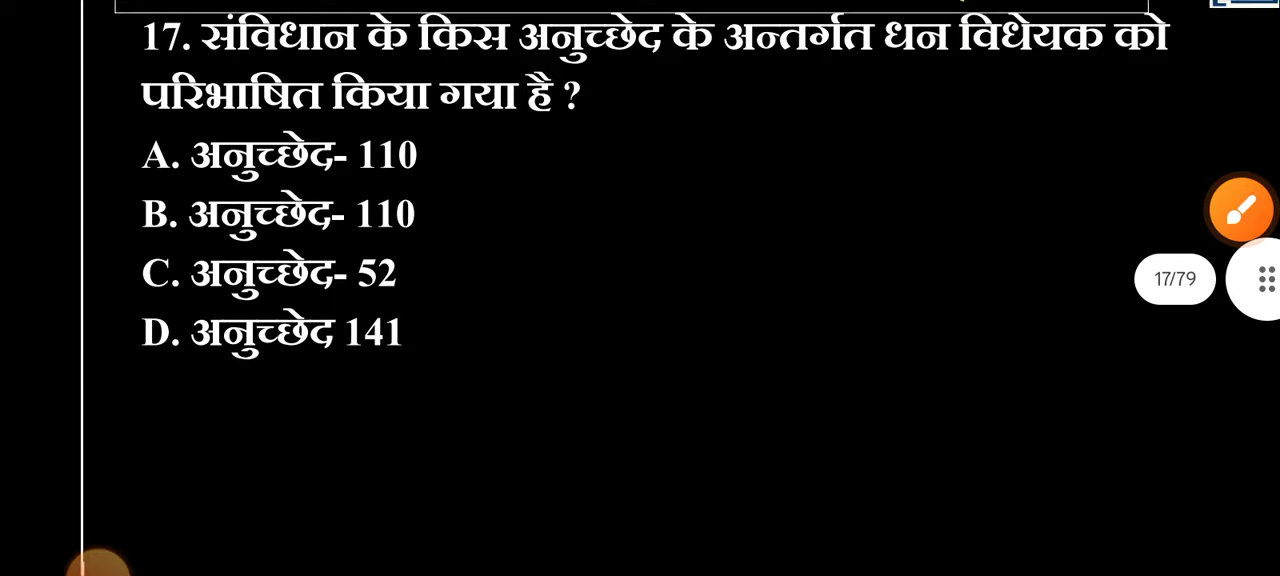 17. संविधान के किस अनुच्छेद के अन्तर्गत धन विधेयक को
परिभाषित किया गया है ?
A. अनुच्छेद- 110
B. अनुच्छेद- 110
C. अनुच्छेद- 52
D. अनुच्छेद 141
17/79